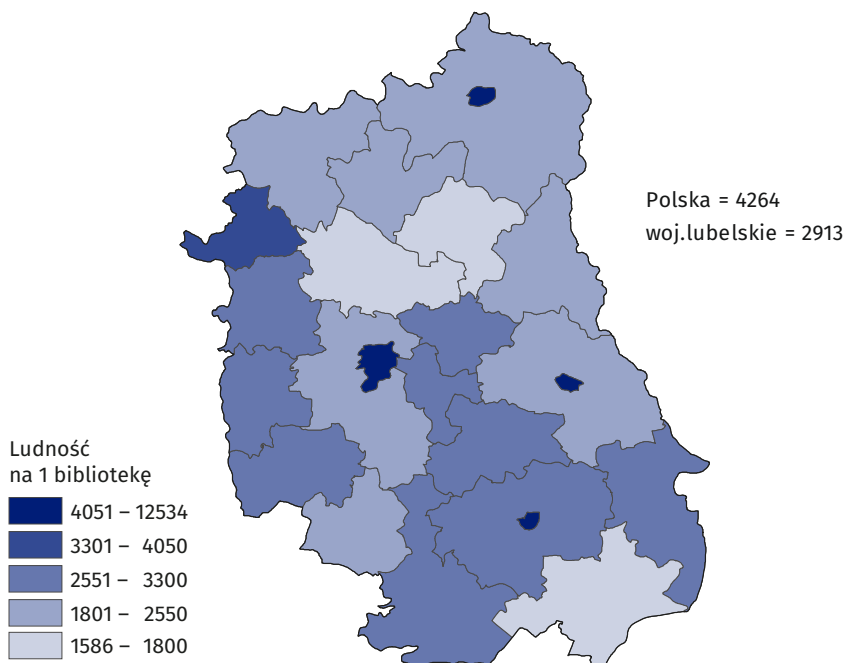 Polska = 4264
woj.lubelskie = 2913
Ludność
na 1 bibliotekę
4051 – 12534
3301 – 4050
2551 – 3300
1801 – 2550
1586 – 1800